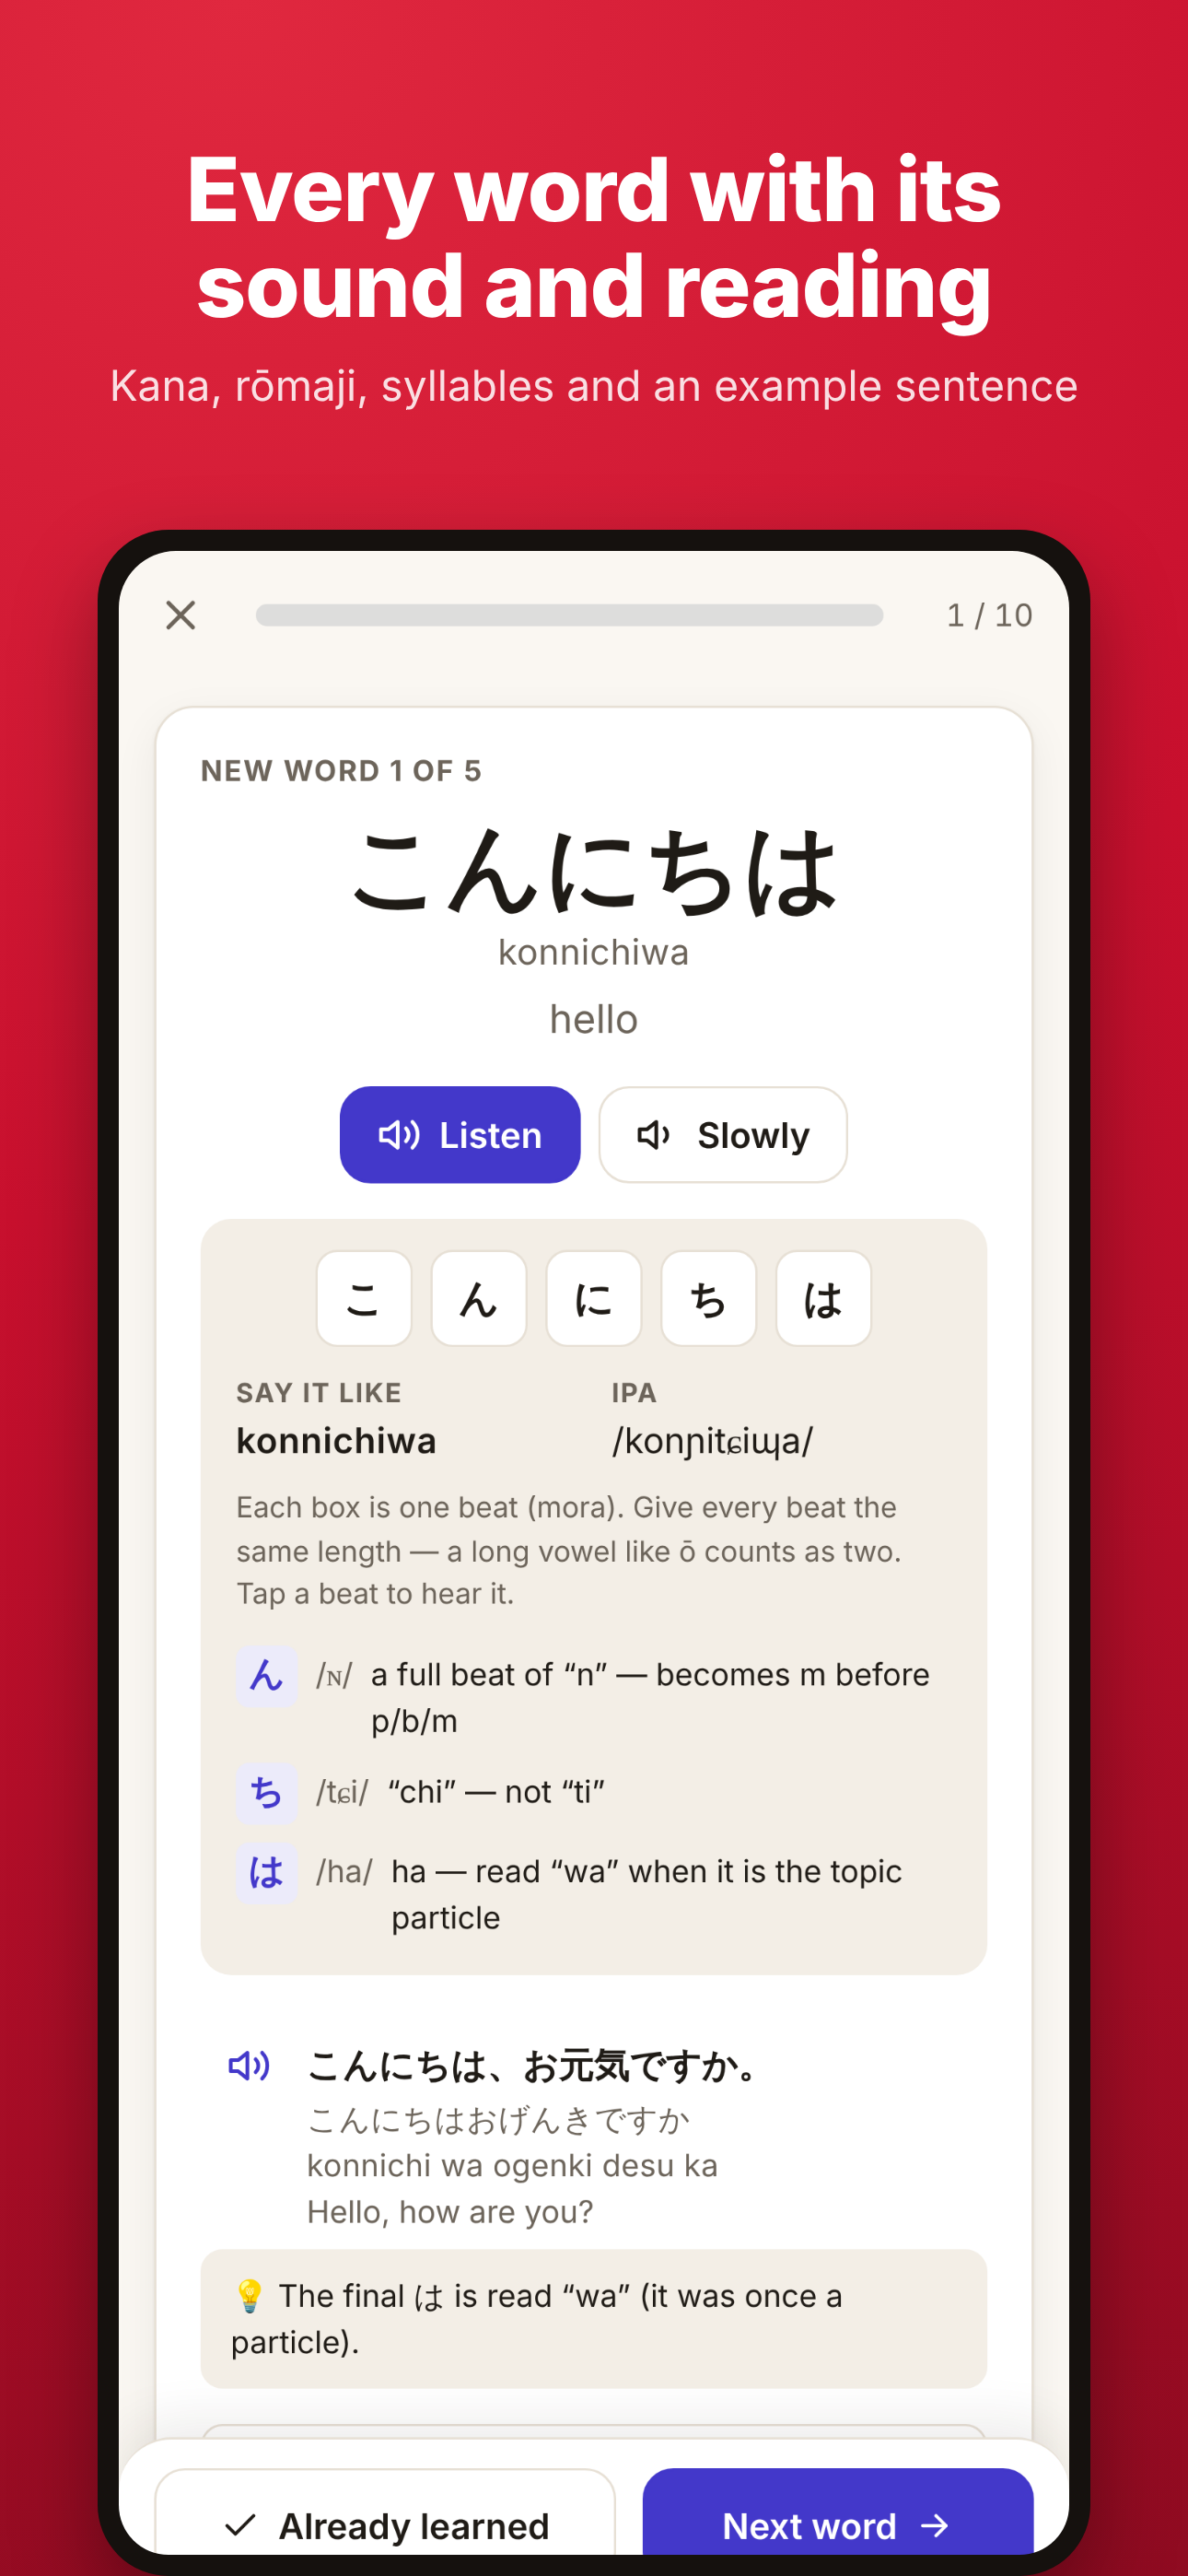 Every word with its
sound and reading
Kana, rōmaji, syllables and an example sentence
1 / 10
NEW WORD 1 OF 5
こんにちは
konnichiwa
hello
Listen
Slowly
こ ん に ち は
SAY IT LIKE
konnichiwa
IPA
/konɲitɕiɰa/
Each box is one beat (mora). Give every beat the
same length — a long vowel like ō counts as two.
Tap a beat to hear it.
ん /ɴ/ a full beat of “n” — becomes m before
p/b/m
ち /tɕi/ “chi” — not “ti”
は /ha/ ha — read “wa” when it is the topic
particle
こんにちは、お元気ですか。
こんにちはおげんきですか
konnichi wa ogenki desu ka
Hello, how are you?
💡 The final は is read “wa” (it was once a
particle).
Already learned
Next word →